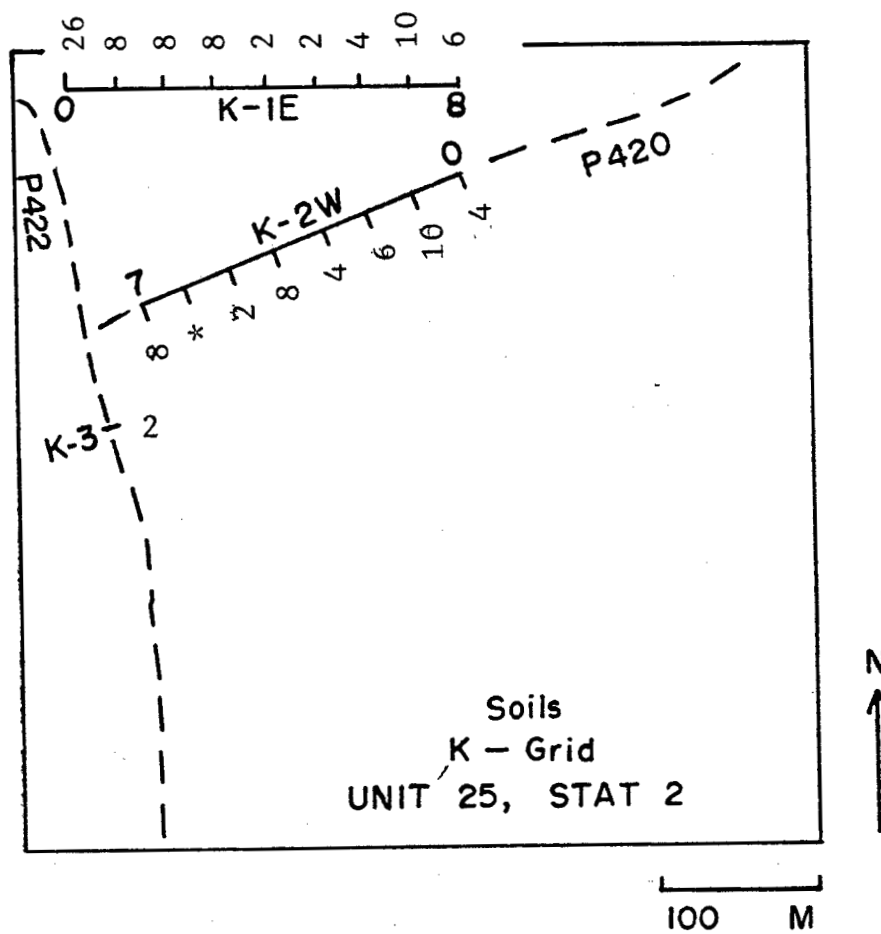 26 8 8 8 2 2 4 10 6
0 K-1E 8
P422
0
P420
K-2W
7
8 * 2 8 4 6 10 4
K-3 2
N
Soils
K - Grid
UNIT 25, STAT 2
100 M